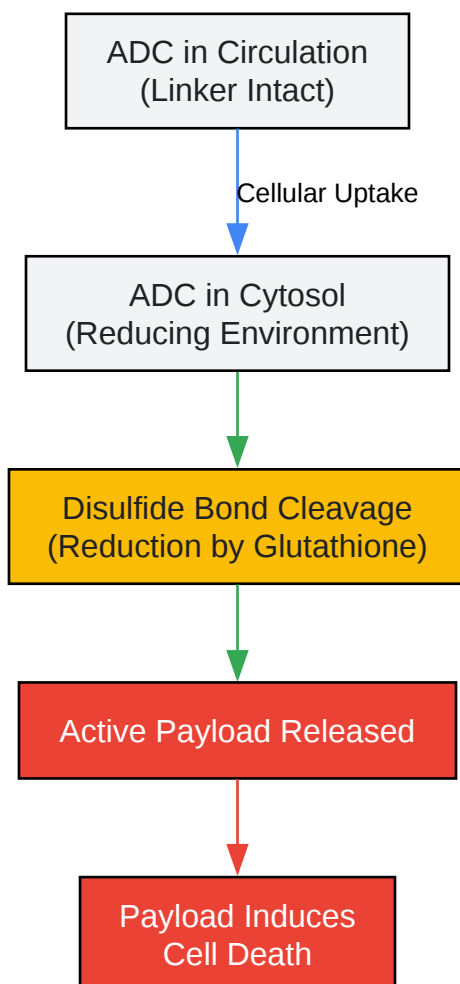 ADC in Circulation
(Linker Intact)
Cellular Uptake
ADC in Cytosol
(Reducing Environment)
Disulfide Bond Cleavage
(Reduction by Glutathione)
Active Payload Released
Payload Induces
Cell Death